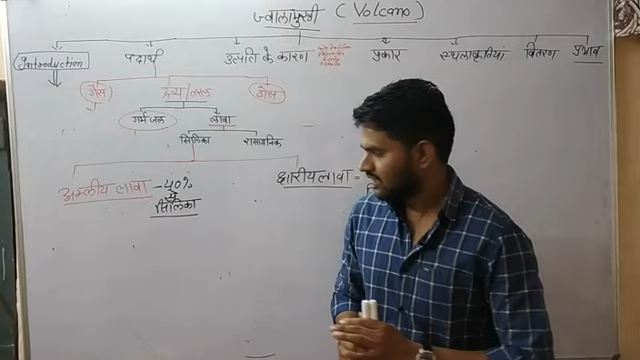 ज्वालामुखी (Volcano)
Introduction पदार्थ उत्पत्ति के कारण प्रकार स्थलाकृतियां वितरण प्रभाव
गैस द्रव्य/तरल ठोस
गर्म जल लावा
सिलिका रासायनिक
अम्लीय लावा - 40% से क्षारीय लावा =
सिलिका